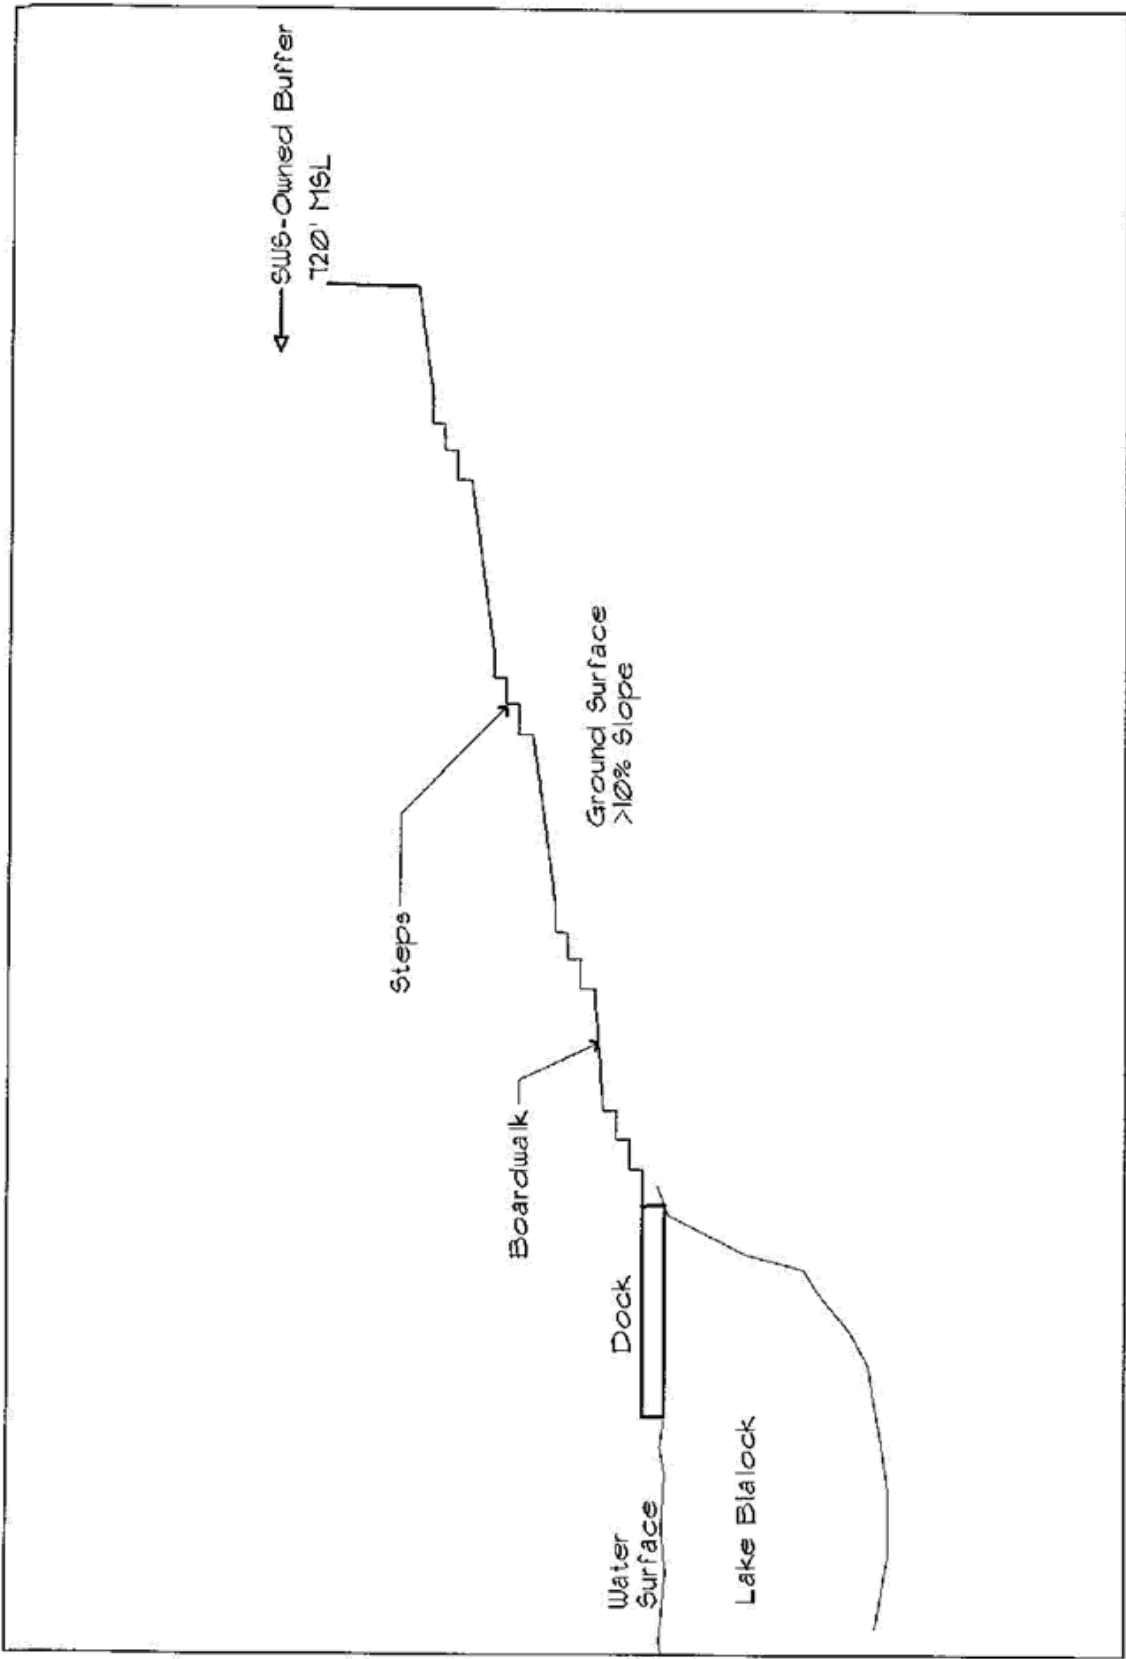 SWS-Owned Buffer
720' MSL
Steps
Ground Surface
>10% Slope
Boardwalk
Dock
Water
Surface
Lake Blalock